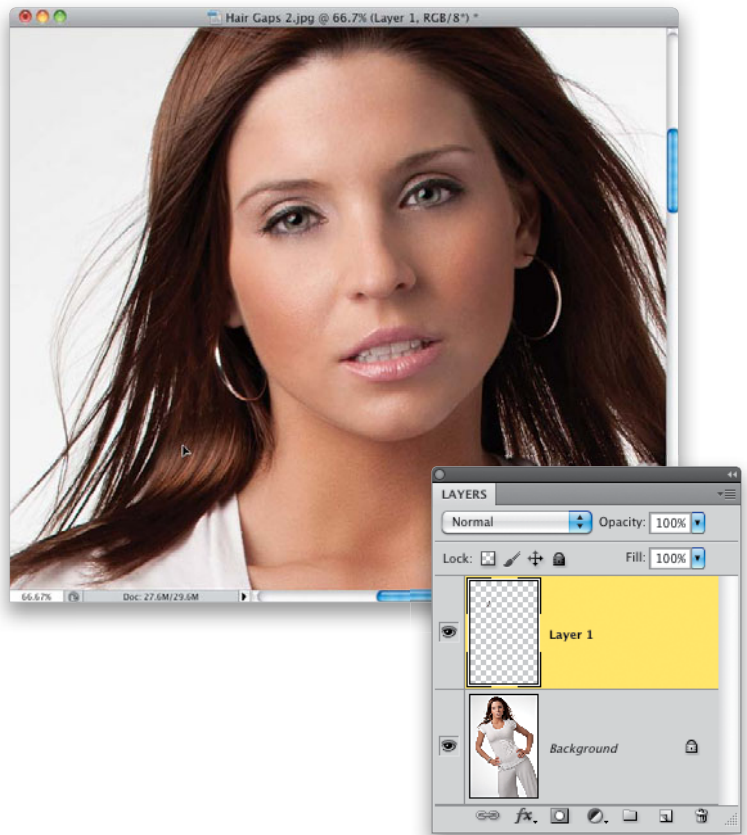 Hair Gaps 2.jpg @ 66.7% (Layer 1, RGB/8*) *
66.67% Doc: 27.6M/29.6M
LAYERS
Normal Opacity: 100%
Lock: Fill: 100%
Layer 1
Background
fx.